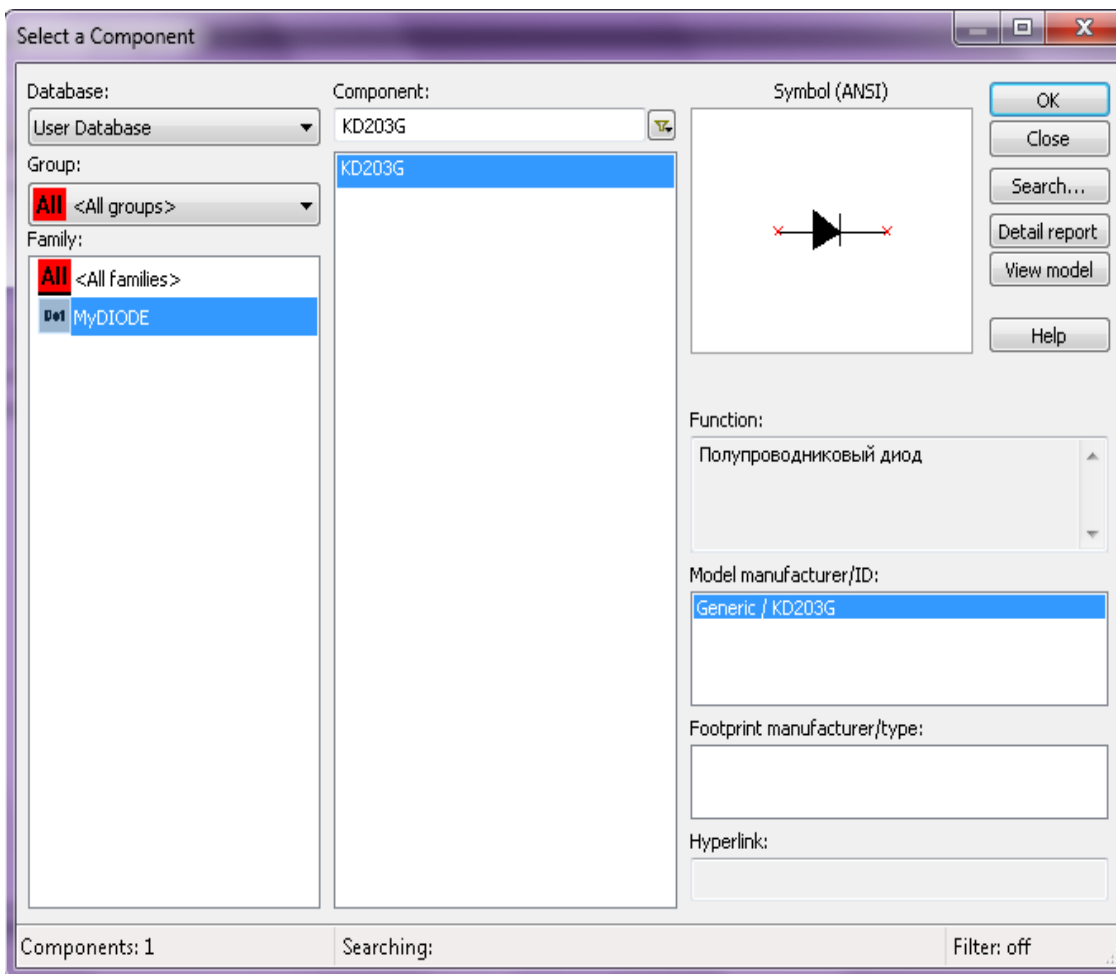 Select a Component
Database:
User Database
Group:
All <All groups>
Family:
All <All families>
MyDIODE
Component:
KD203G
KD203G
Symbol (ANSI)
OK
Close
Search...
Detail report
View model
Help
Function:
Полупроводниковый диод
Model manufacturer/ID:
Generic / KD203G
Footprint manufacturer/type:
Hyperlink:
Components: 1
Searching:
Filter: off